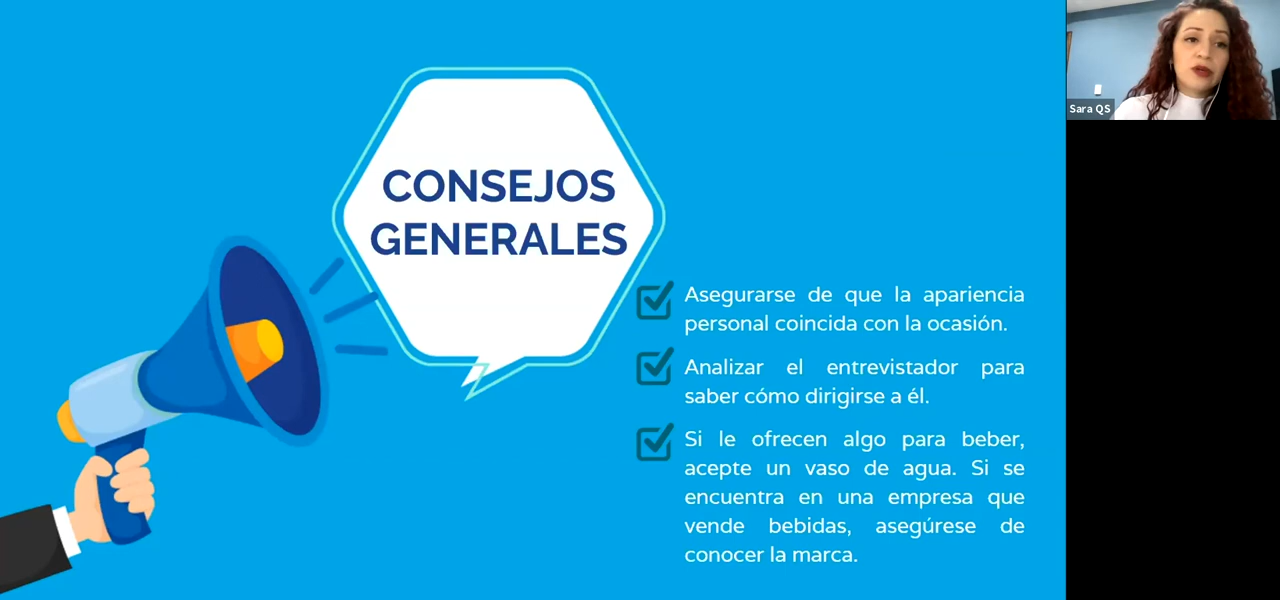 CONSEJOS
GENERALES
Asegurarse de que la apariencia
personal coincida con la ocasión.
Analizar el entrevistador para
saber cómo dirigirse a él.
Si le ofrecen algo para beber,
acepte un vaso de agua. Si se
encuentra en una empresa que
vende bebidas, asegúrese de
conocer la marca.
Sara QS